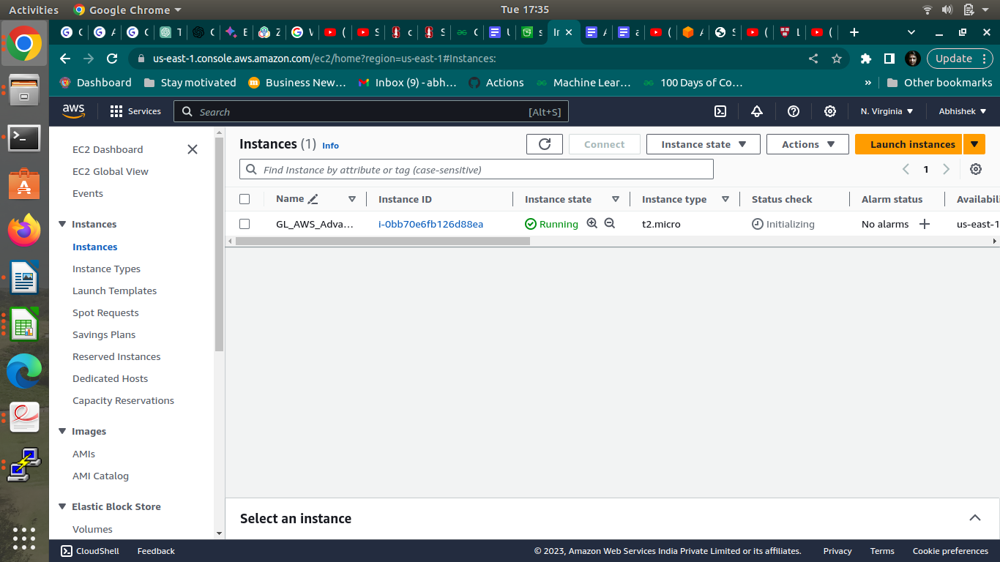 Activities Google Chrome Tue 17:35
us-east-1.console.aws.amazon.com/ec2/home?region=us-east-1#Instances: Update
Dashboard Stay motivated Business New… Inbox (9) - abh… Actions Machine Lear… 100 Days of Co… » Other bookmarks
aws Services Search [Alt+S] N. Virginia Abhishek
EC2 Dashboard
EC2 Global View
Events
Instances
Instances
Instance Types
Launch Templates
Spot Requests
Savings Plans
Reserved Instances
Dedicated Hosts
Capacity Reservations
Images
AMIs
AMI Catalog
Elastic Block Store
Volumes
Instances (1) Info Connect Instance state Actions Launch instances
Find Instance by attribute or tag (case-sensitive) 1
Name Instance ID Instance state Instance type Status check Alarm status Availabili
GL_AWS_Adva… i-0bb70e6fb126d88ea Running t2.micro Initializing No alarms us-east-1
Select an instance
CloudShell Feedback © 2023, Amazon Web Services India Private Limited or its affiliates. Privacy Terms Cookie preferences